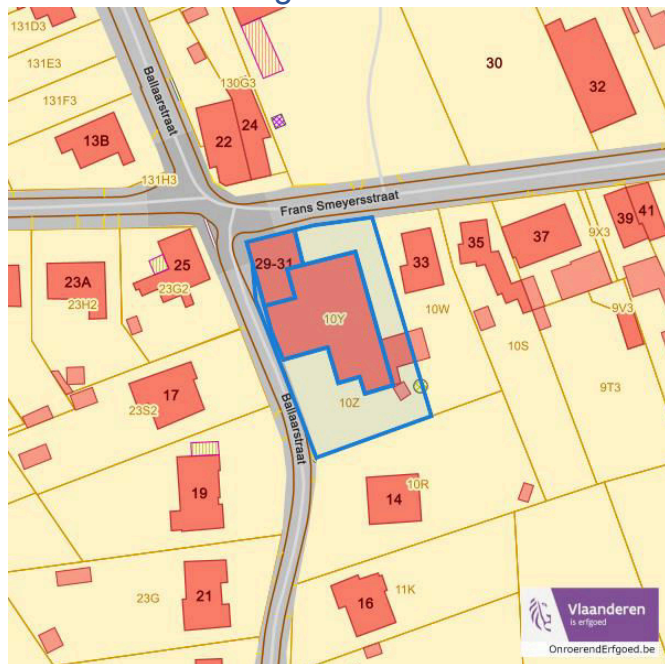 131D3
131E3
131F3
13B
131H3
Ballaarstraat
130G3
22
24
30
32
Frans Smeyersstraat
23A
23H2
25
23G2
29-31
10Y
33
10W
35
37
9X3
39
41
9V3
10S
9T3
17
23S2
10Z
Ballaarstraat
19
14
10R
23G
21
16
11K
Vlaanderen
is erfgoed
OnroerendErfgoed.be